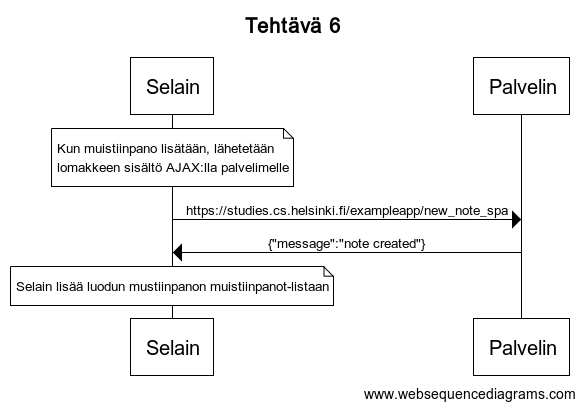 Tehtävä 6
Selain
Palvelin
Kun muistiinpano lisätään, lähetetään
lomakkeen sisältö AJAX:lla palvelimelle
https://studies.cs.helsinki.fi/exampleapp/new_note_spa
{"message":"note created"}
Selain lisää luodun mustiinpanon muistiinpanot-listaan
Selain
Palvelin
www.websequencediagrams.com